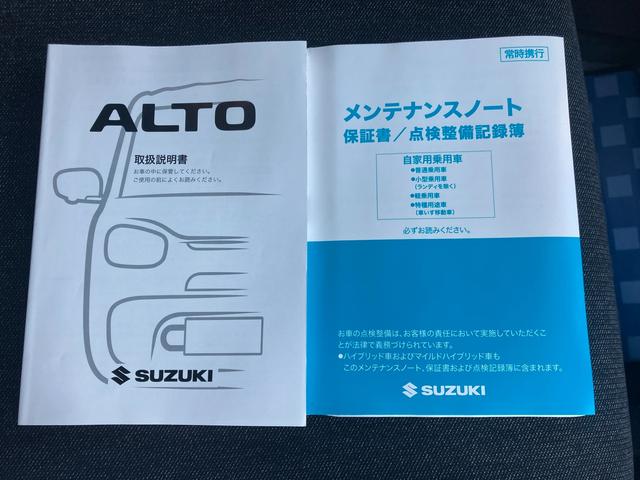 ALTO
取扱説明書
お車の中に保管してください。
ご使用の前によくお読みください。
SUZUKI
常時携行
メンテナンスノート
保証書／点検整備記録簿
自家用乗用車
●普通乗用車
●小型乗用車
(ランディを除く)
●軽乗用車
●特種用途車
(車いす移動車)
必ずお読みください。
お車の点検整備は、お客様の責任において実施していただくこ
とが法律で義務づけられています。
●ハイブリッド車およびマイルドハイブリッド車も
このメンテナンスノート、保証書および点検記録簿に含まれます。
SUZUKI